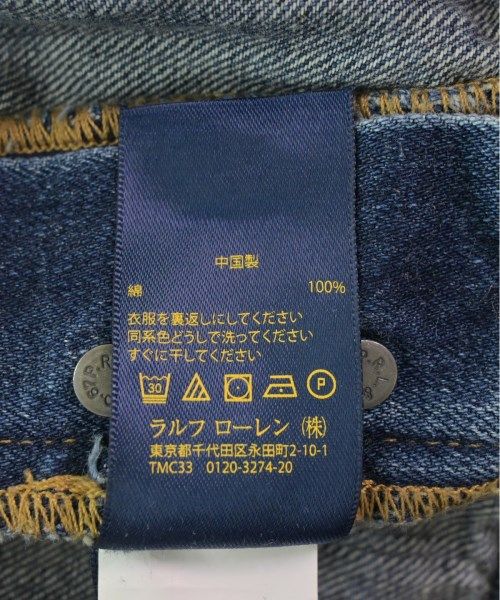 中国製
綿 100%
衣服を裏返しにしてください
同系色どうしで洗ってください
すぐに干してください
30 P
ラルフ ローレン (株)
東京都千代田区永田町2-10-1
TMC33 0120-3274-20